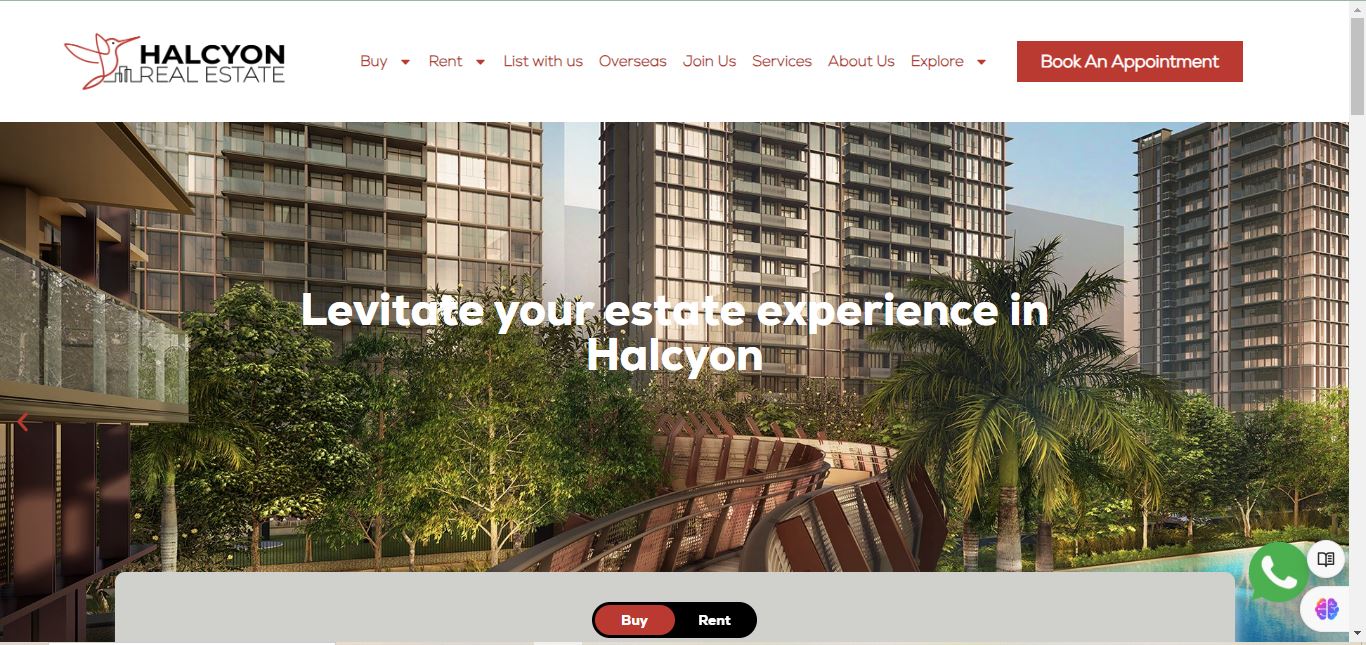 HALCYON
REAL ESTATE
Buy Rent List with us Overseas Join Us Services About Us Explore
Book An Appointment
Levitate your estate experience in
Halcyon
Buy Rent